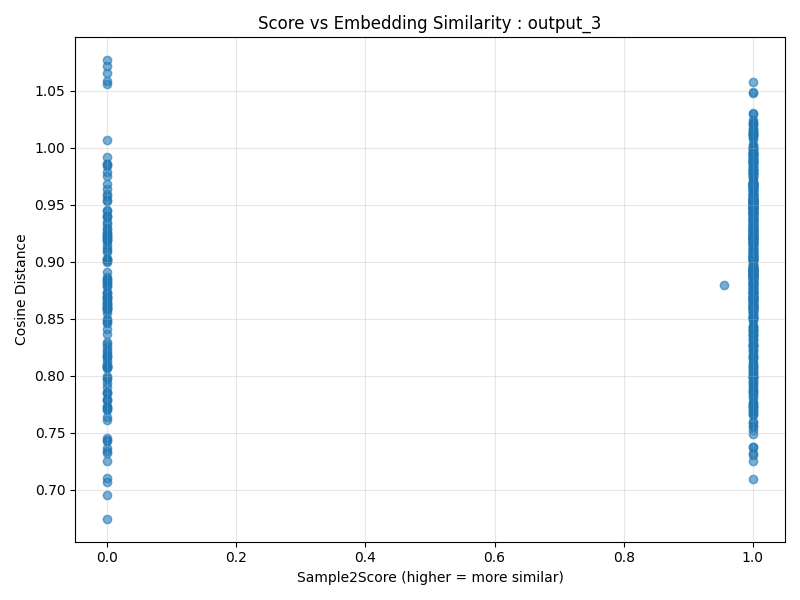 Score vs Embedding Similarity : output_3
Cosine Distance
1.05
1.00
0.95
0.90
0.85
0.80
0.75
0.70
0.0 0.2 0.4 0.6 0.8 1.0
Sample2Score (higher = more similar)